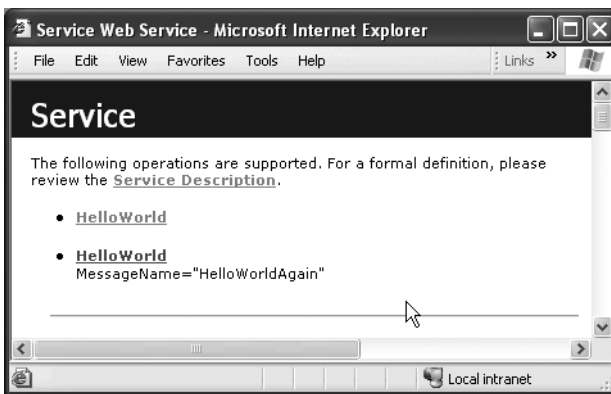 Service Web Service - Microsoft Internet Explorer
File Edit View Favorites Tools Help Links »
Service
The following operations are supported. For a formal definition, please
review the Service Description.
• HelloWorld
• HelloWorld
MessageName="HelloWorldAgain"
Local intranet